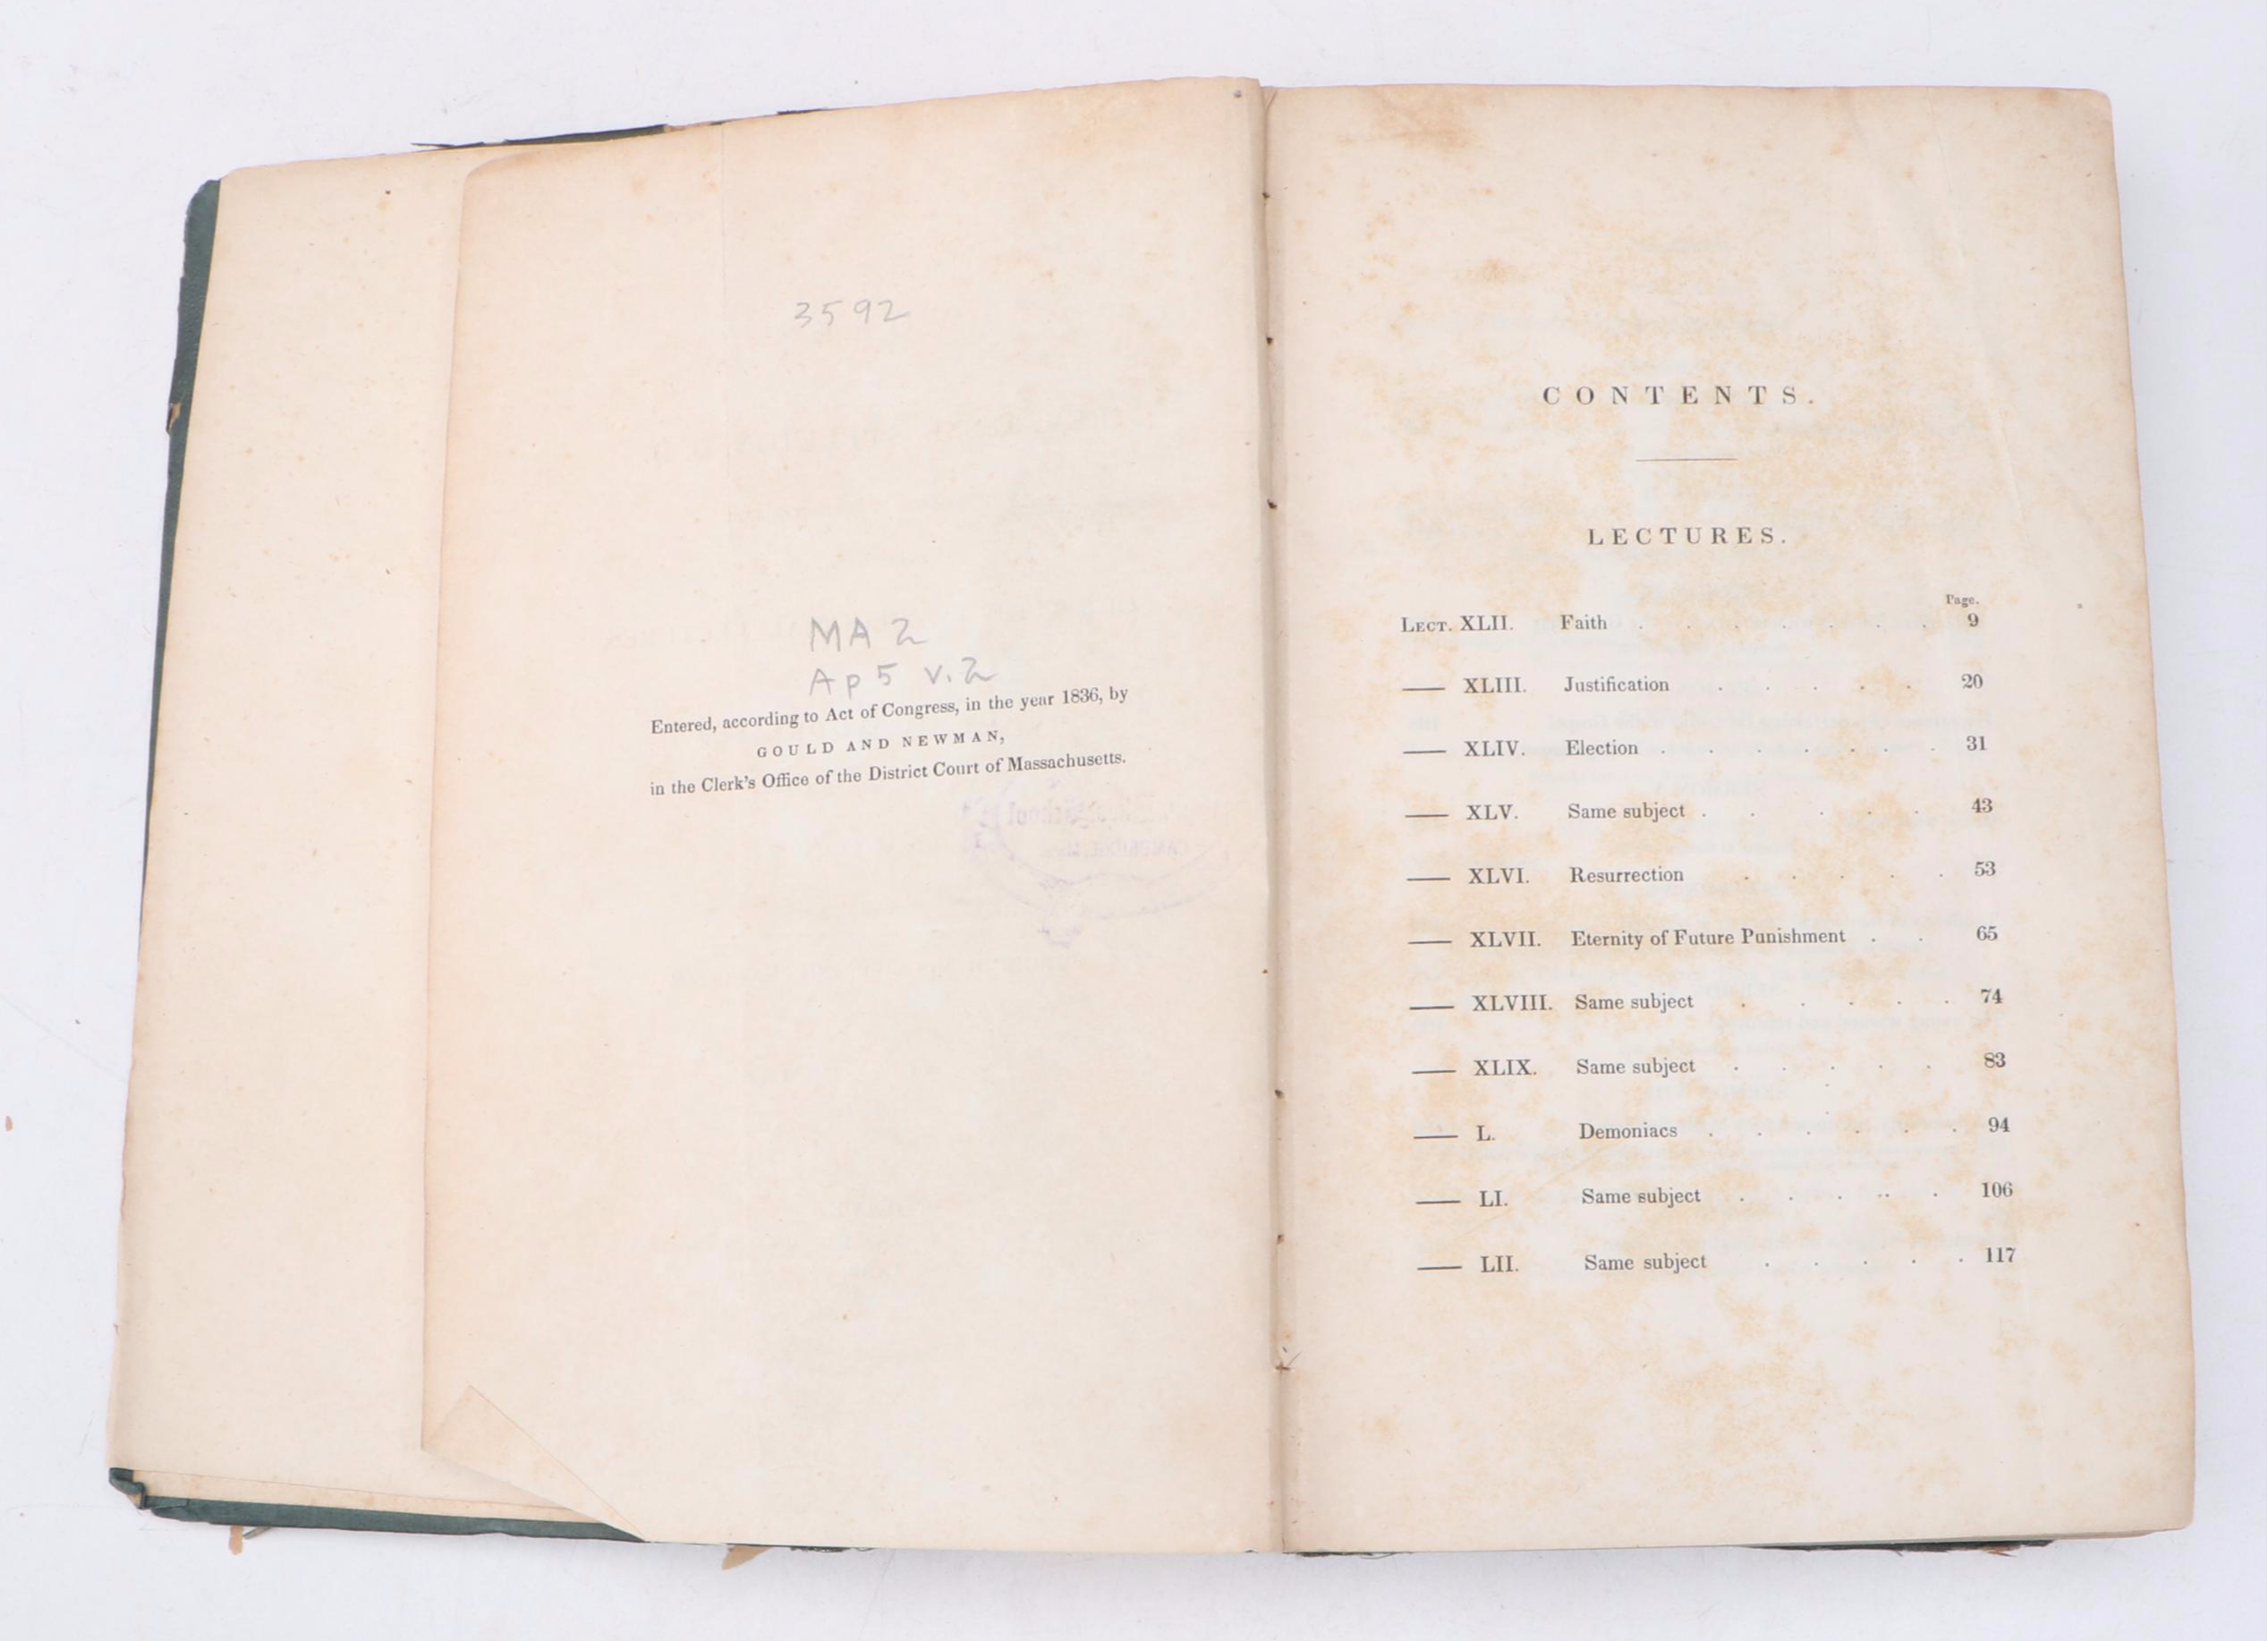 3592
MA 2
Ap5 v.2
Entered, according to Act of Congress, in the year 1836, by
GOULD AND NEWMAN,
in the Clerk's Office of the District Court of Massachusetts.
CONTENTS.
LECTURES.
Page.
LECT. XLII. Faith . . . . . . . 9
— XLIII. Justification . . . . . 20
— XLIV. Election . . . . . . . 31
— XLV. Same subject . . . . . 43
— XLVI. Resurrection . . . . . 53
— XLVII. Eternity of Future Punishment . . 65
— XLVIII. Same subject . . . . . 74
— XLIX. Same subject . . . . . 83
— L. Demoniacs . . . . . . 94
— LI. Same subject . . . .. . 106
— LII. Same subject . . . . . 117